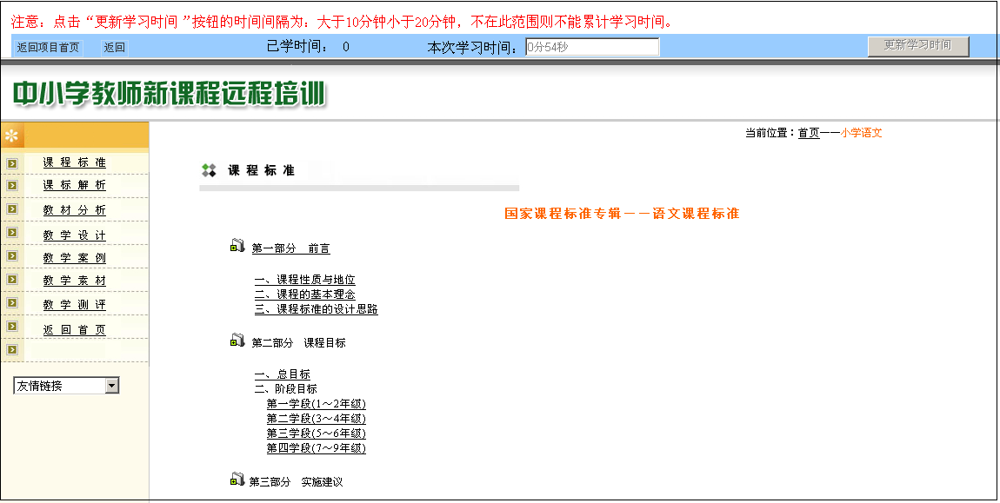 注意：点击“更新学习时间 ”按钮的时间间隔为：大于10分钟小于20分钟，不在此范围则不能累计学习时间。
返回项目首页 返回 已学时间： 0 本次学习时间： 0分54秒 更新学习时间
中小学教师新课程远程培训
当前位置：首页——小学语文
课 程 标 准
课 标 解 析
教 材 分 析
教 学 设 计
教 学 案 例
教 学 素 材
教 学 测 评
返 回 首 页
友情链接
课 程 标 准
国家课程标准专辑－－语文课程标准
第一部分 前言
一、课程性质与地位
二、课程的基本理念
三、课程标准的设计思路
第二部分 课程目标
一、总目标
二、阶段目标
第一学段(1～2年级)
第二学段(3～4年级)
第三学段(5～6年级)
第四学段(7～9年级)
第三部分 实施建议